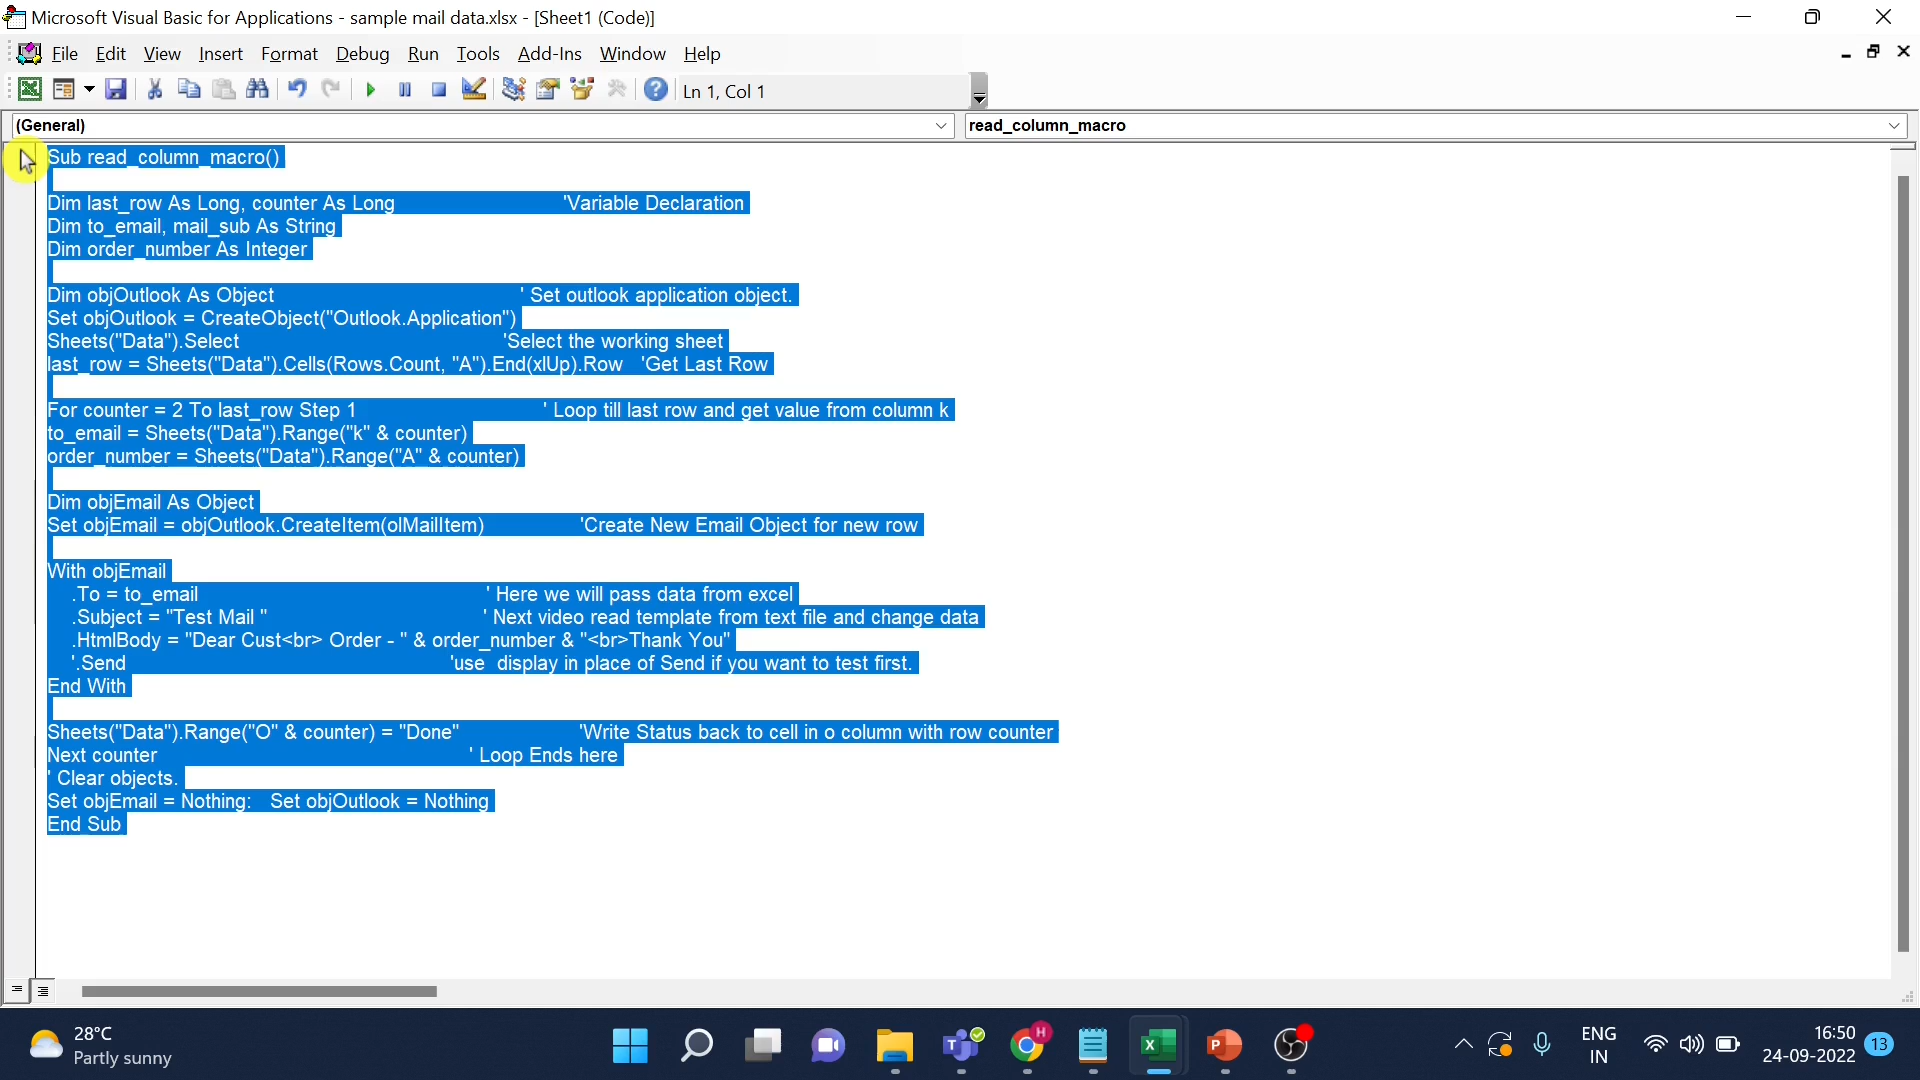 Microsoft Visual Basic for Applications - sample mail data.xlsx - [Sheet1 (Code)]
File Edit View Insert Format Debug Run Tools Add-Ins Window Help
Ln 1, Col 1
(General) read_column_macro
Sub read_column_macro()
Dim last_row As Long, counter As Long 'Variable Declaration
Dim to_email, mail_sub As String
Dim order_number As Integer
Dim objOutlook As Object ' Set outlook application object.
Set objOutlook = CreateObject("Outlook.Application")
Sheets("Data").Select 'Select the working sheet
last_row = Sheets("Data").Cells(Rows.Count, "A").End(xlUp).Row 'Get Last Row
For counter = 2 To last_row Step 1 ' Loop till last row and get value from column k
to_email = Sheets("Data").Range("k" & counter)
order_number = Sheets("Data").Range("A" & counter)
Dim objEmail As Object
Set objEmail = objOutlook.CreateItem(olMailItem) 'Create New Email Object for new row
With objEmail
.To = to_email ' Here we will pass data from excel
.Subject = "Test Mail " ' Next video read template from text file and change data
.HtmlBody = "Dear Cust<br> Order - " & order_number & "<br>Thank You"
'.Send 'use display in place of Send if you want to test first.
End With
Sheets("Data").Range("O" & counter) = "Done" 'Write Status back to cell in o column with row counter
Next counter ' Loop Ends here
' Clear objects.
Set objEmail = Nothing: Set objOutlook = Nothing
End Sub
28°C
Partly sunny
H
ENG
IN
16:50
24-09-2022
13